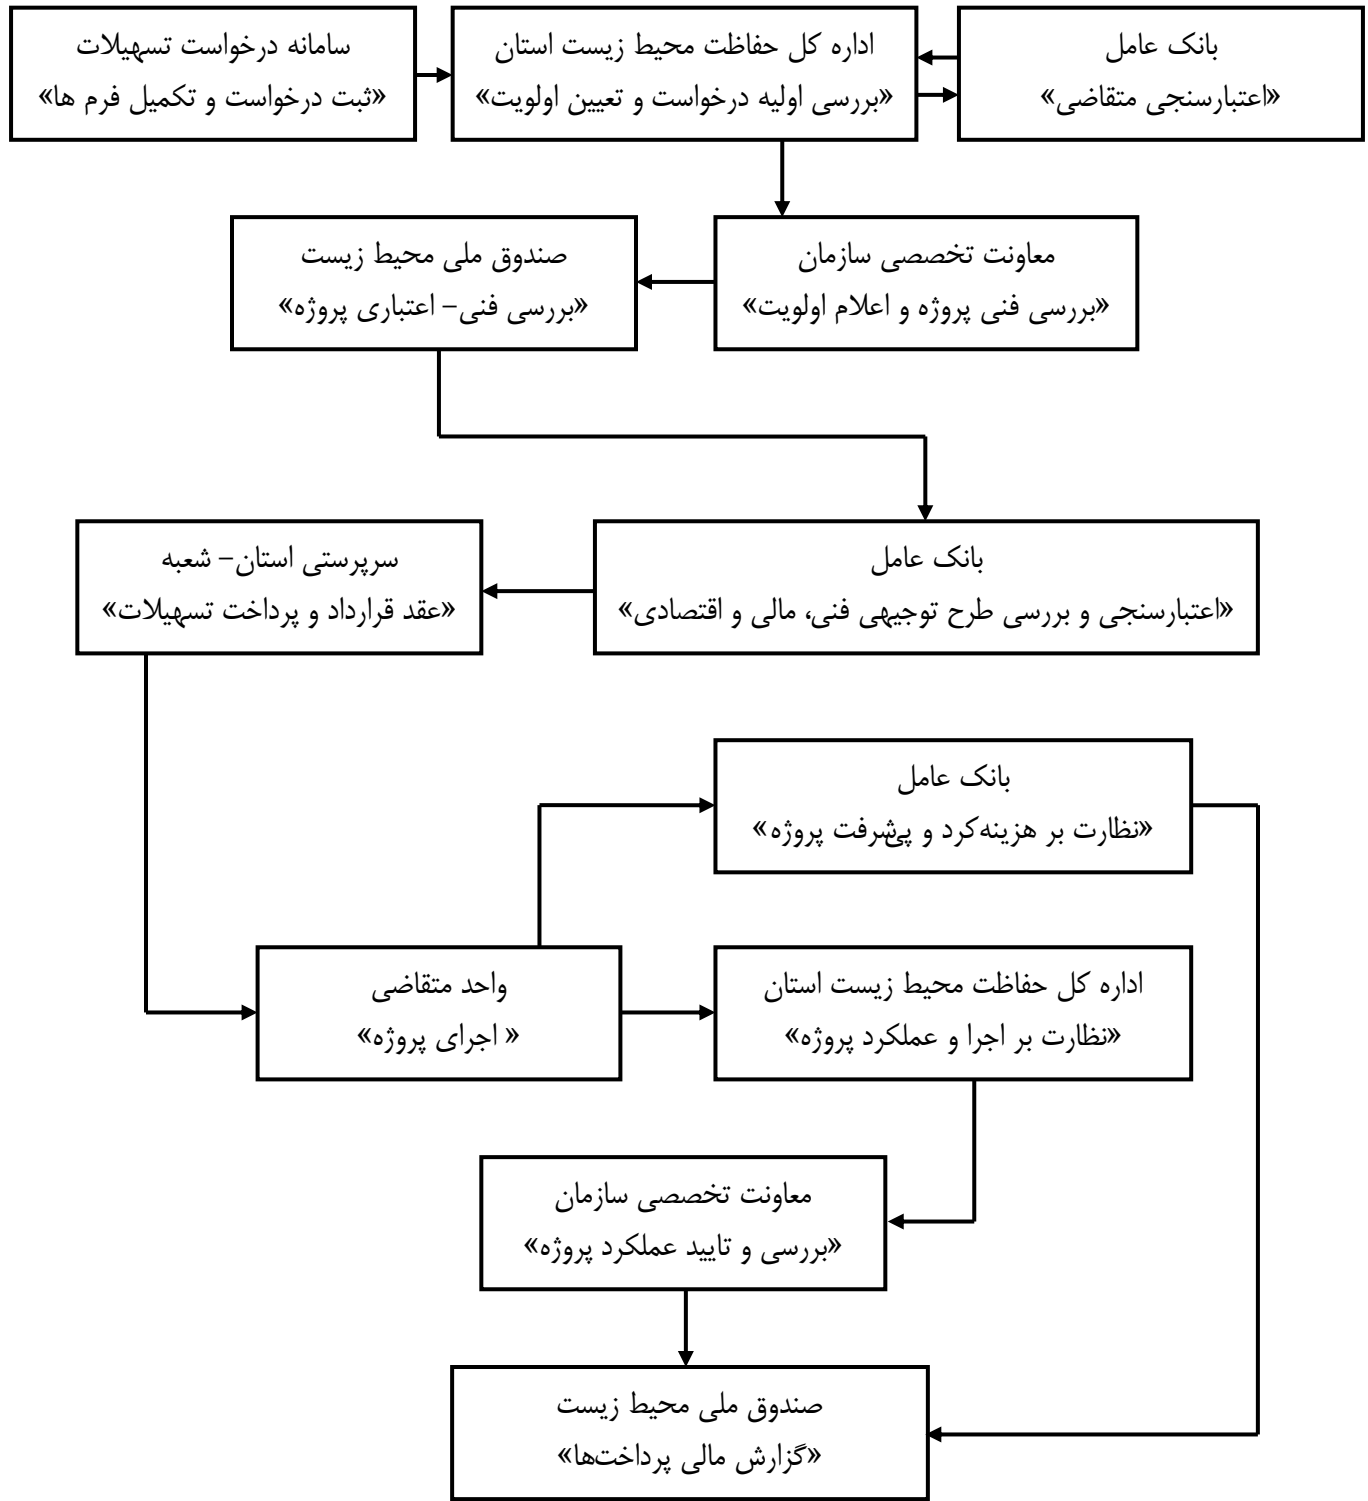 سامانه درخواست تسهیلات
«ثبت درخواست و تکمیل فرم ها»
اداره کل حفاظت محیط زیست استان
«بررسی اولیه درخواست و تعیین اولویت»
بانک عامل
«اعتبارسنجی متقاضی»
معاونت تخصصی سازمان
«بررسی فنی پروژه و اعلام اولویت»
صندوق ملی محیط زیست
«بررسی فنی– اعتباری پروژه»
بانک عامل
«اعتبارسنجی و بررسی طرح توجیهی فنی، مالی و اقتصادی»
سرپرستی استان– شعبه
«عقد قرارداد و پرداخت تسهیلات»
بانک عامل
«نظارت بر هزینه‌کرد و پیشرفت پروژه»
واحد متقاضی
« اجرای پروژه»
اداره کل حفاظت محیط زیست استان
«نظارت بر اجرا و عملکرد پروژه»
معاونت تخصصی سازمان
«بررسی و تایید عملکرد پروژه»
صندوق ملی محیط زیست
«گزارش مالی پرداخت‌ها»